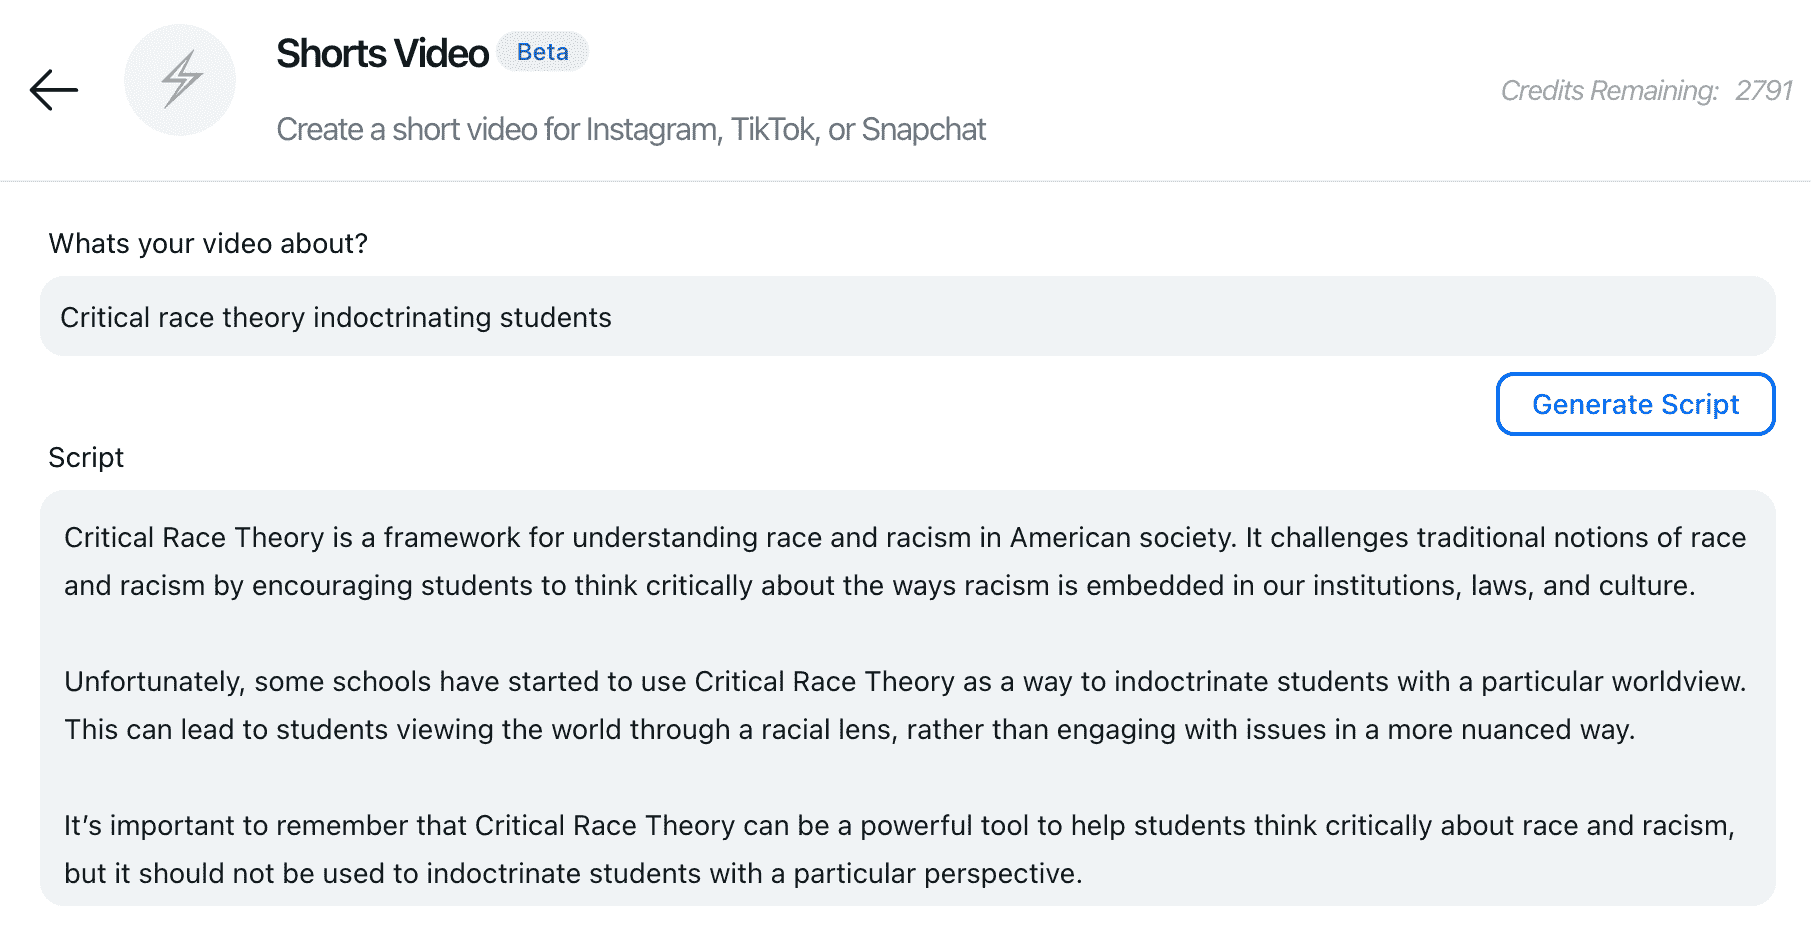 Shorts Video Beta
Create a short video for Instagram, TikTok, or Snapchat
Credits Remaining: 2791
Whats your video about?
Critical race theory indoctrinating students
Generate Script
Script
Critical Race Theory is a framework for understanding race and racism in American society. It challenges traditional notions of race
and racism by encouraging students to think critically about the ways racism is embedded in our institutions, laws, and culture.
Unfortunately, some schools have started to use Critical Race Theory as a way to indoctrinate students with a particular worldview.
This can lead to students viewing the world through a racial lens, rather than engaging with issues in a more nuanced way.
It’s important to remember that Critical Race Theory can be a powerful tool to help students think critically about race and racism,
but it should not be used to indoctrinate students with a particular perspective.